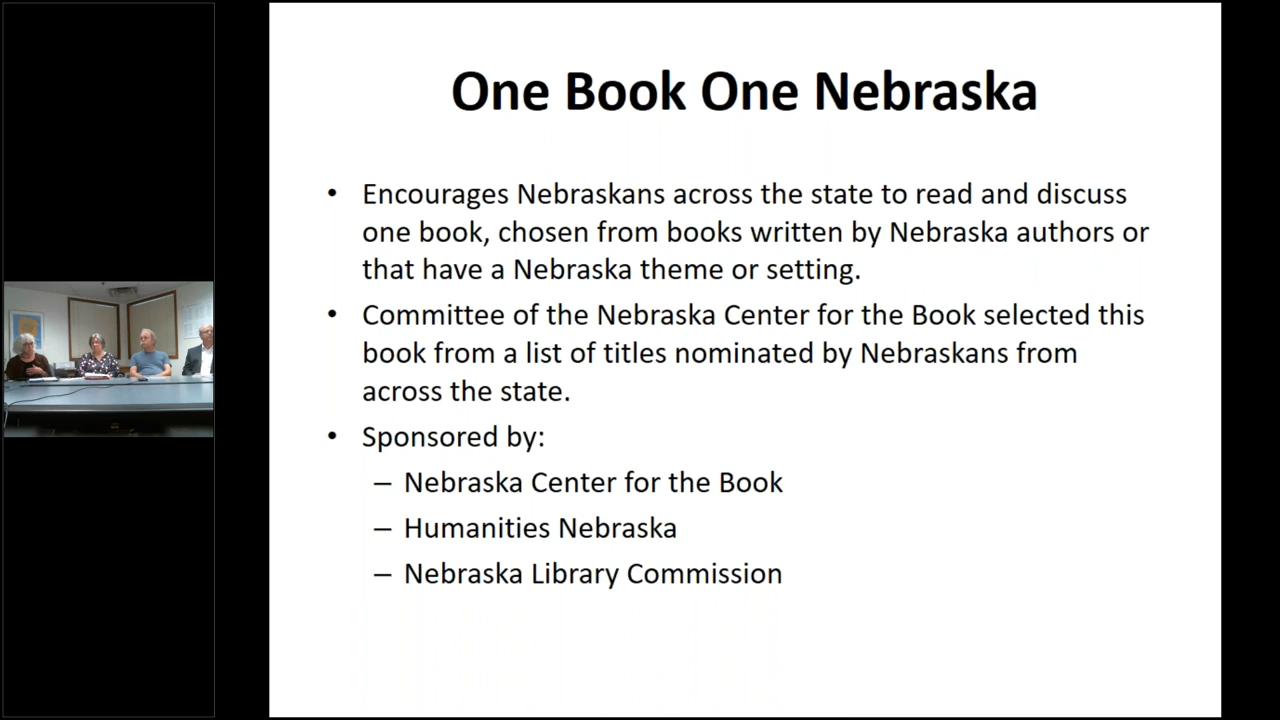 One Book One Nebraska
• Encourages Nebraskans across the state to read and discuss
one book, chosen from books written by Nebraska authors or
that have a Nebraska theme or setting.
• Committee of the Nebraska Center for the Book selected this
book from a list of titles nominated by Nebraskans from
across the state.
• Sponsored by:
– Nebraska Center for the Book
– Humanities Nebraska
– Nebraska Library Commission